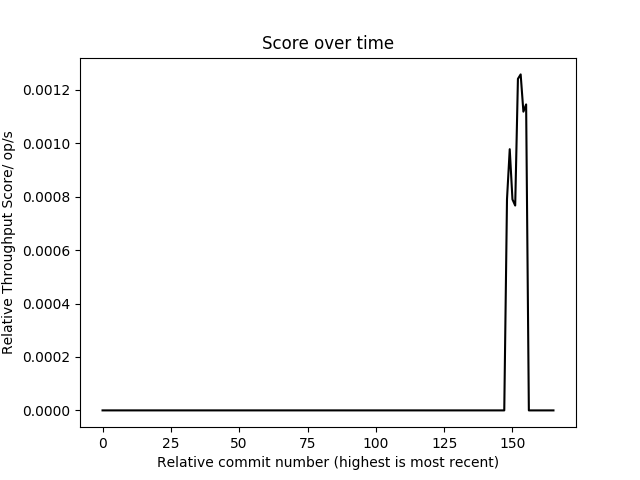 Score over time
Relative Throughput Score/ op/s
0.0012
0.0010
0.0008
0.0006
0.0004
0.0002
0.0000
0 25 50 75 100 125 150
Relative commit number (highest is most recent)